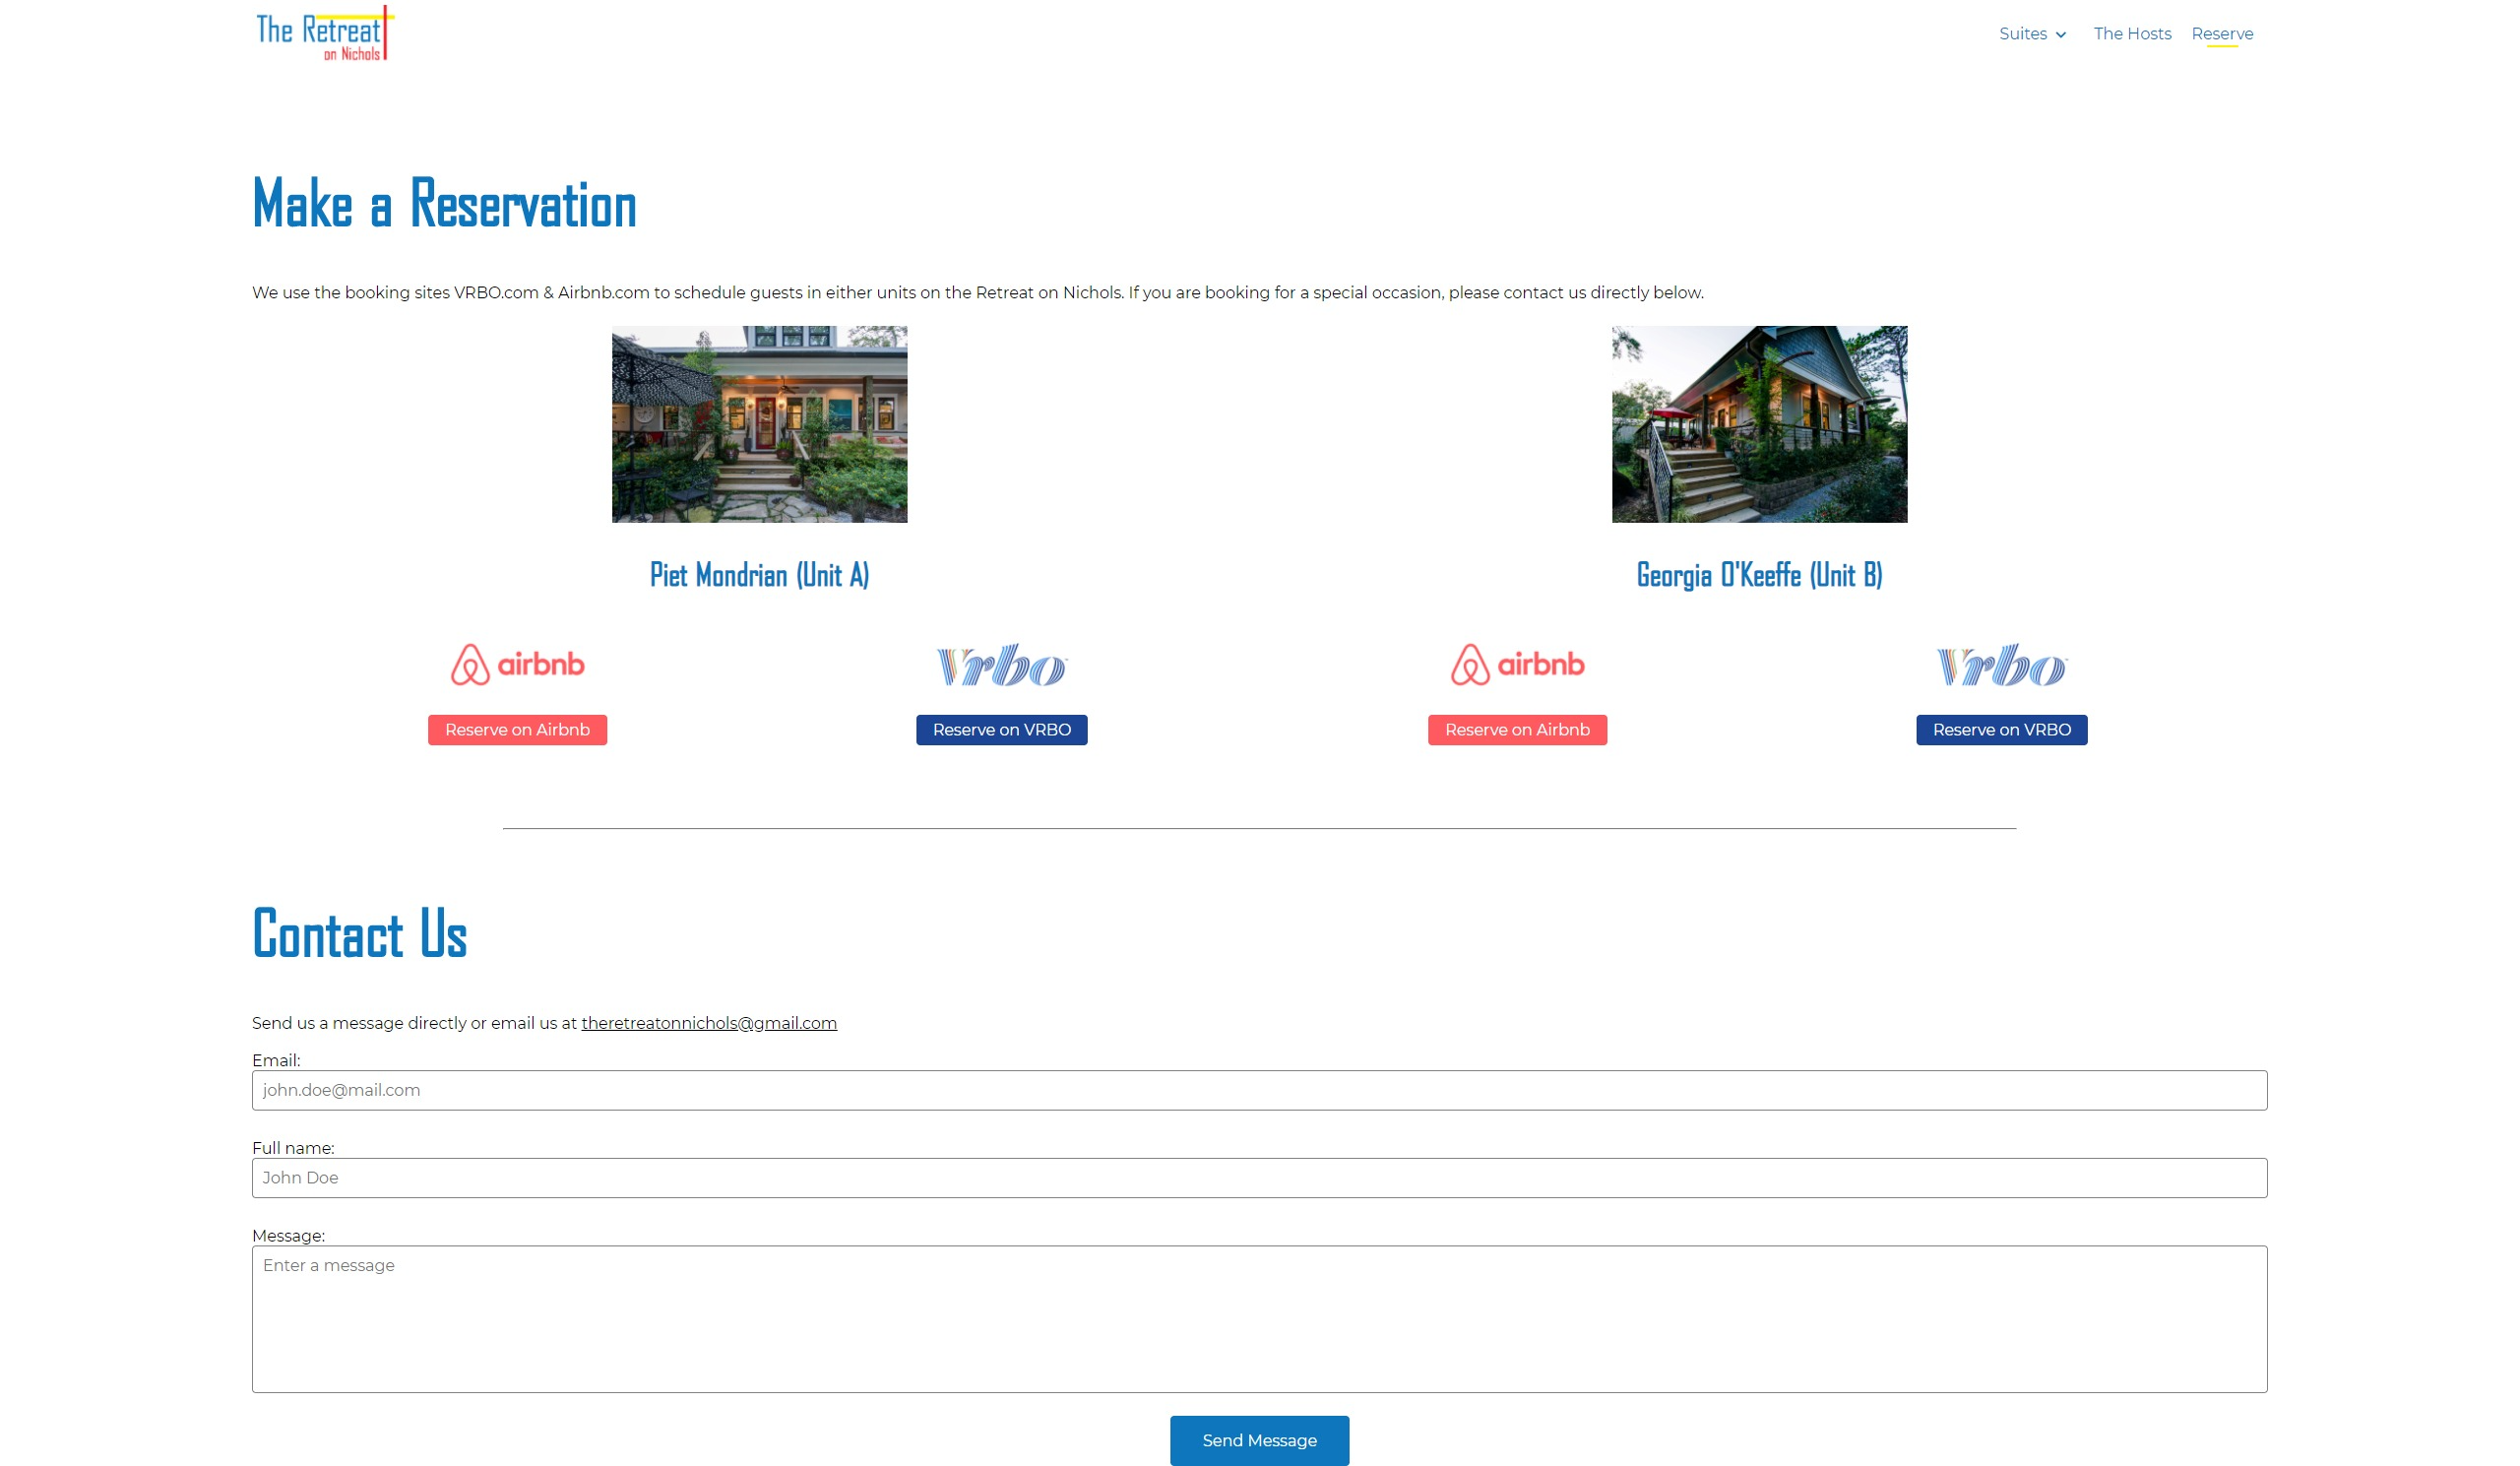 The Retreat
on Nichols
Suites
The Hosts
Reserve
Make a Reservation
We use the booking sites VRBO.com & Airbnb.com to schedule guests in either units on the Retreat on Nichols. If you are booking for a special occasion, please contact us directly below.
Piet Mondrian (Unit A)
airbnb
Reserve on Airbnb
Vrbo
Reserve on VRBO
Georgia O'Keeffe (Unit B)
airbnb
Reserve on Airbnb
Vrbo
Reserve on VRBO
Contact Us
Send us a message directly or email us at theretreatonnichols@gmail.com
Email:
john.doe@mail.com
Full name:
John Doe
Message:
Enter a message
Send Message